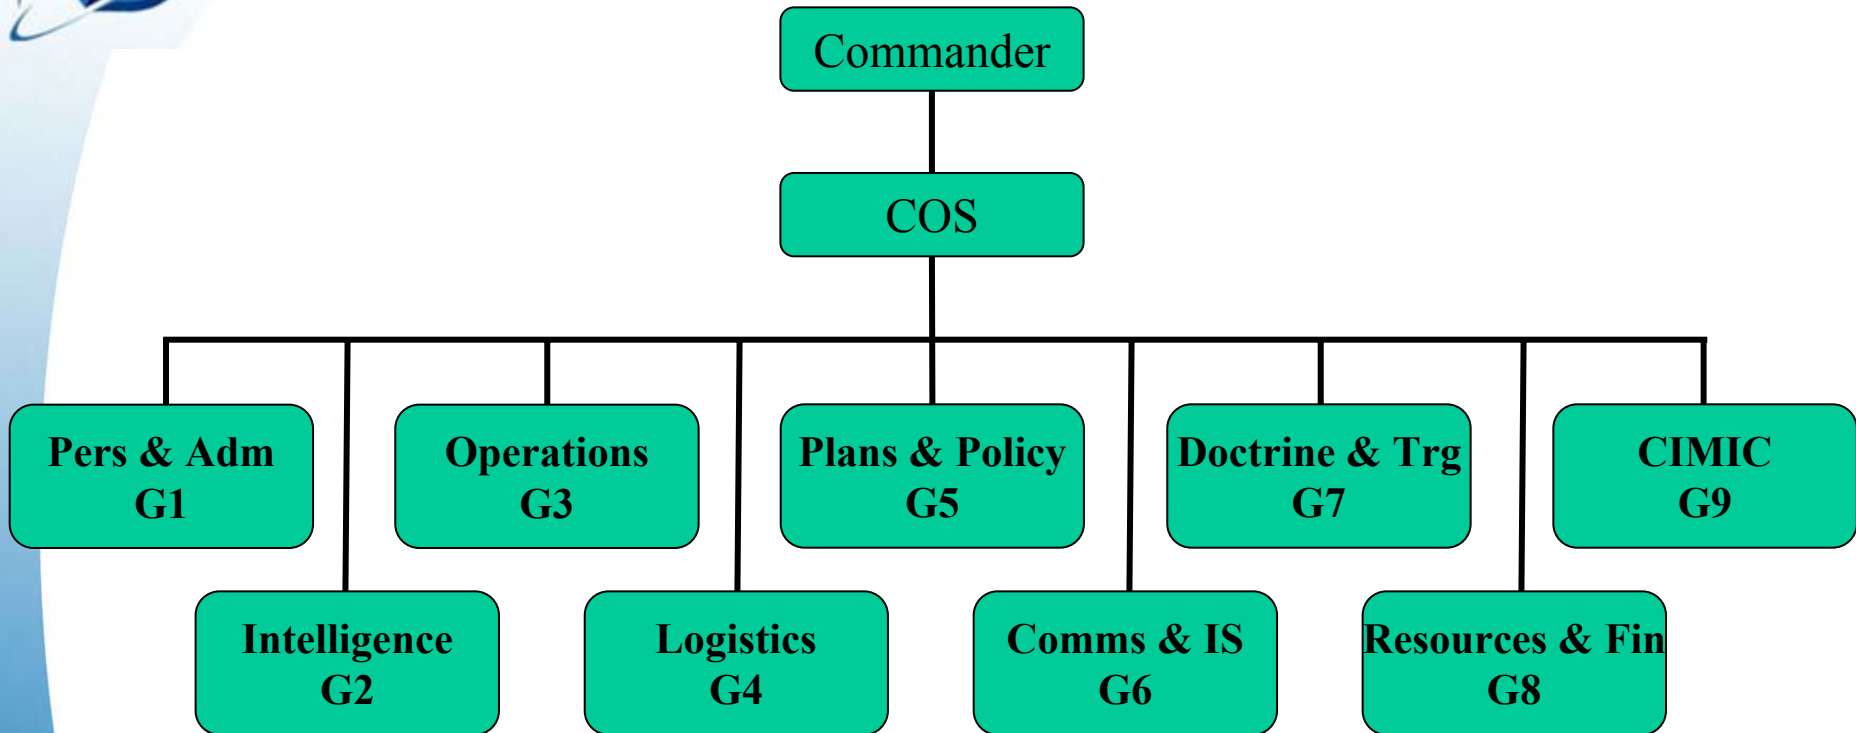 Commander
COS
Pers & Adm
G1
Operations
G3
Plans & Policy
G5
Doctrine & Trg
G7
CIMIC
G9
Intelligence
G2
Logistics
G4
Comms & IS
G6
Resources & Fin
G8